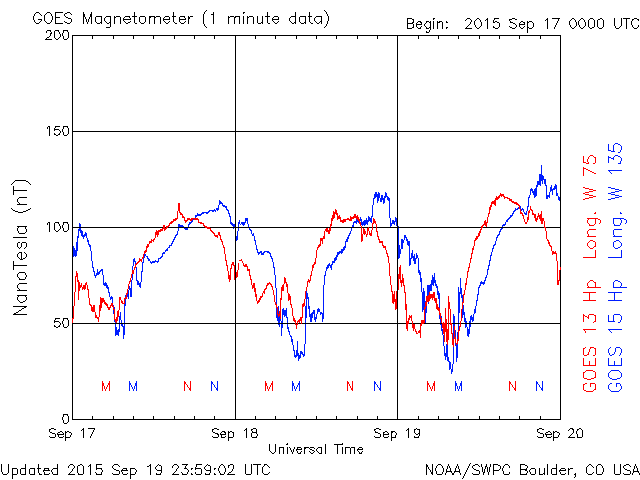 GOES Magnetometer (1 minute data)
Begin: 2015 Sep 17 0000 UTC
200
150
100
50
0
NanoTesla (nT)
M M N N M M N N M M N N
Sep 17 Sep 18 Sep 19 Sep 20
Universal Time
GOES 13 Hp Long. W 75
GOES 15 Hp Long. W 135
Updated 2015 Sep 19 23:59:02 UTC
NOAA/SWPC Boulder, CO USA